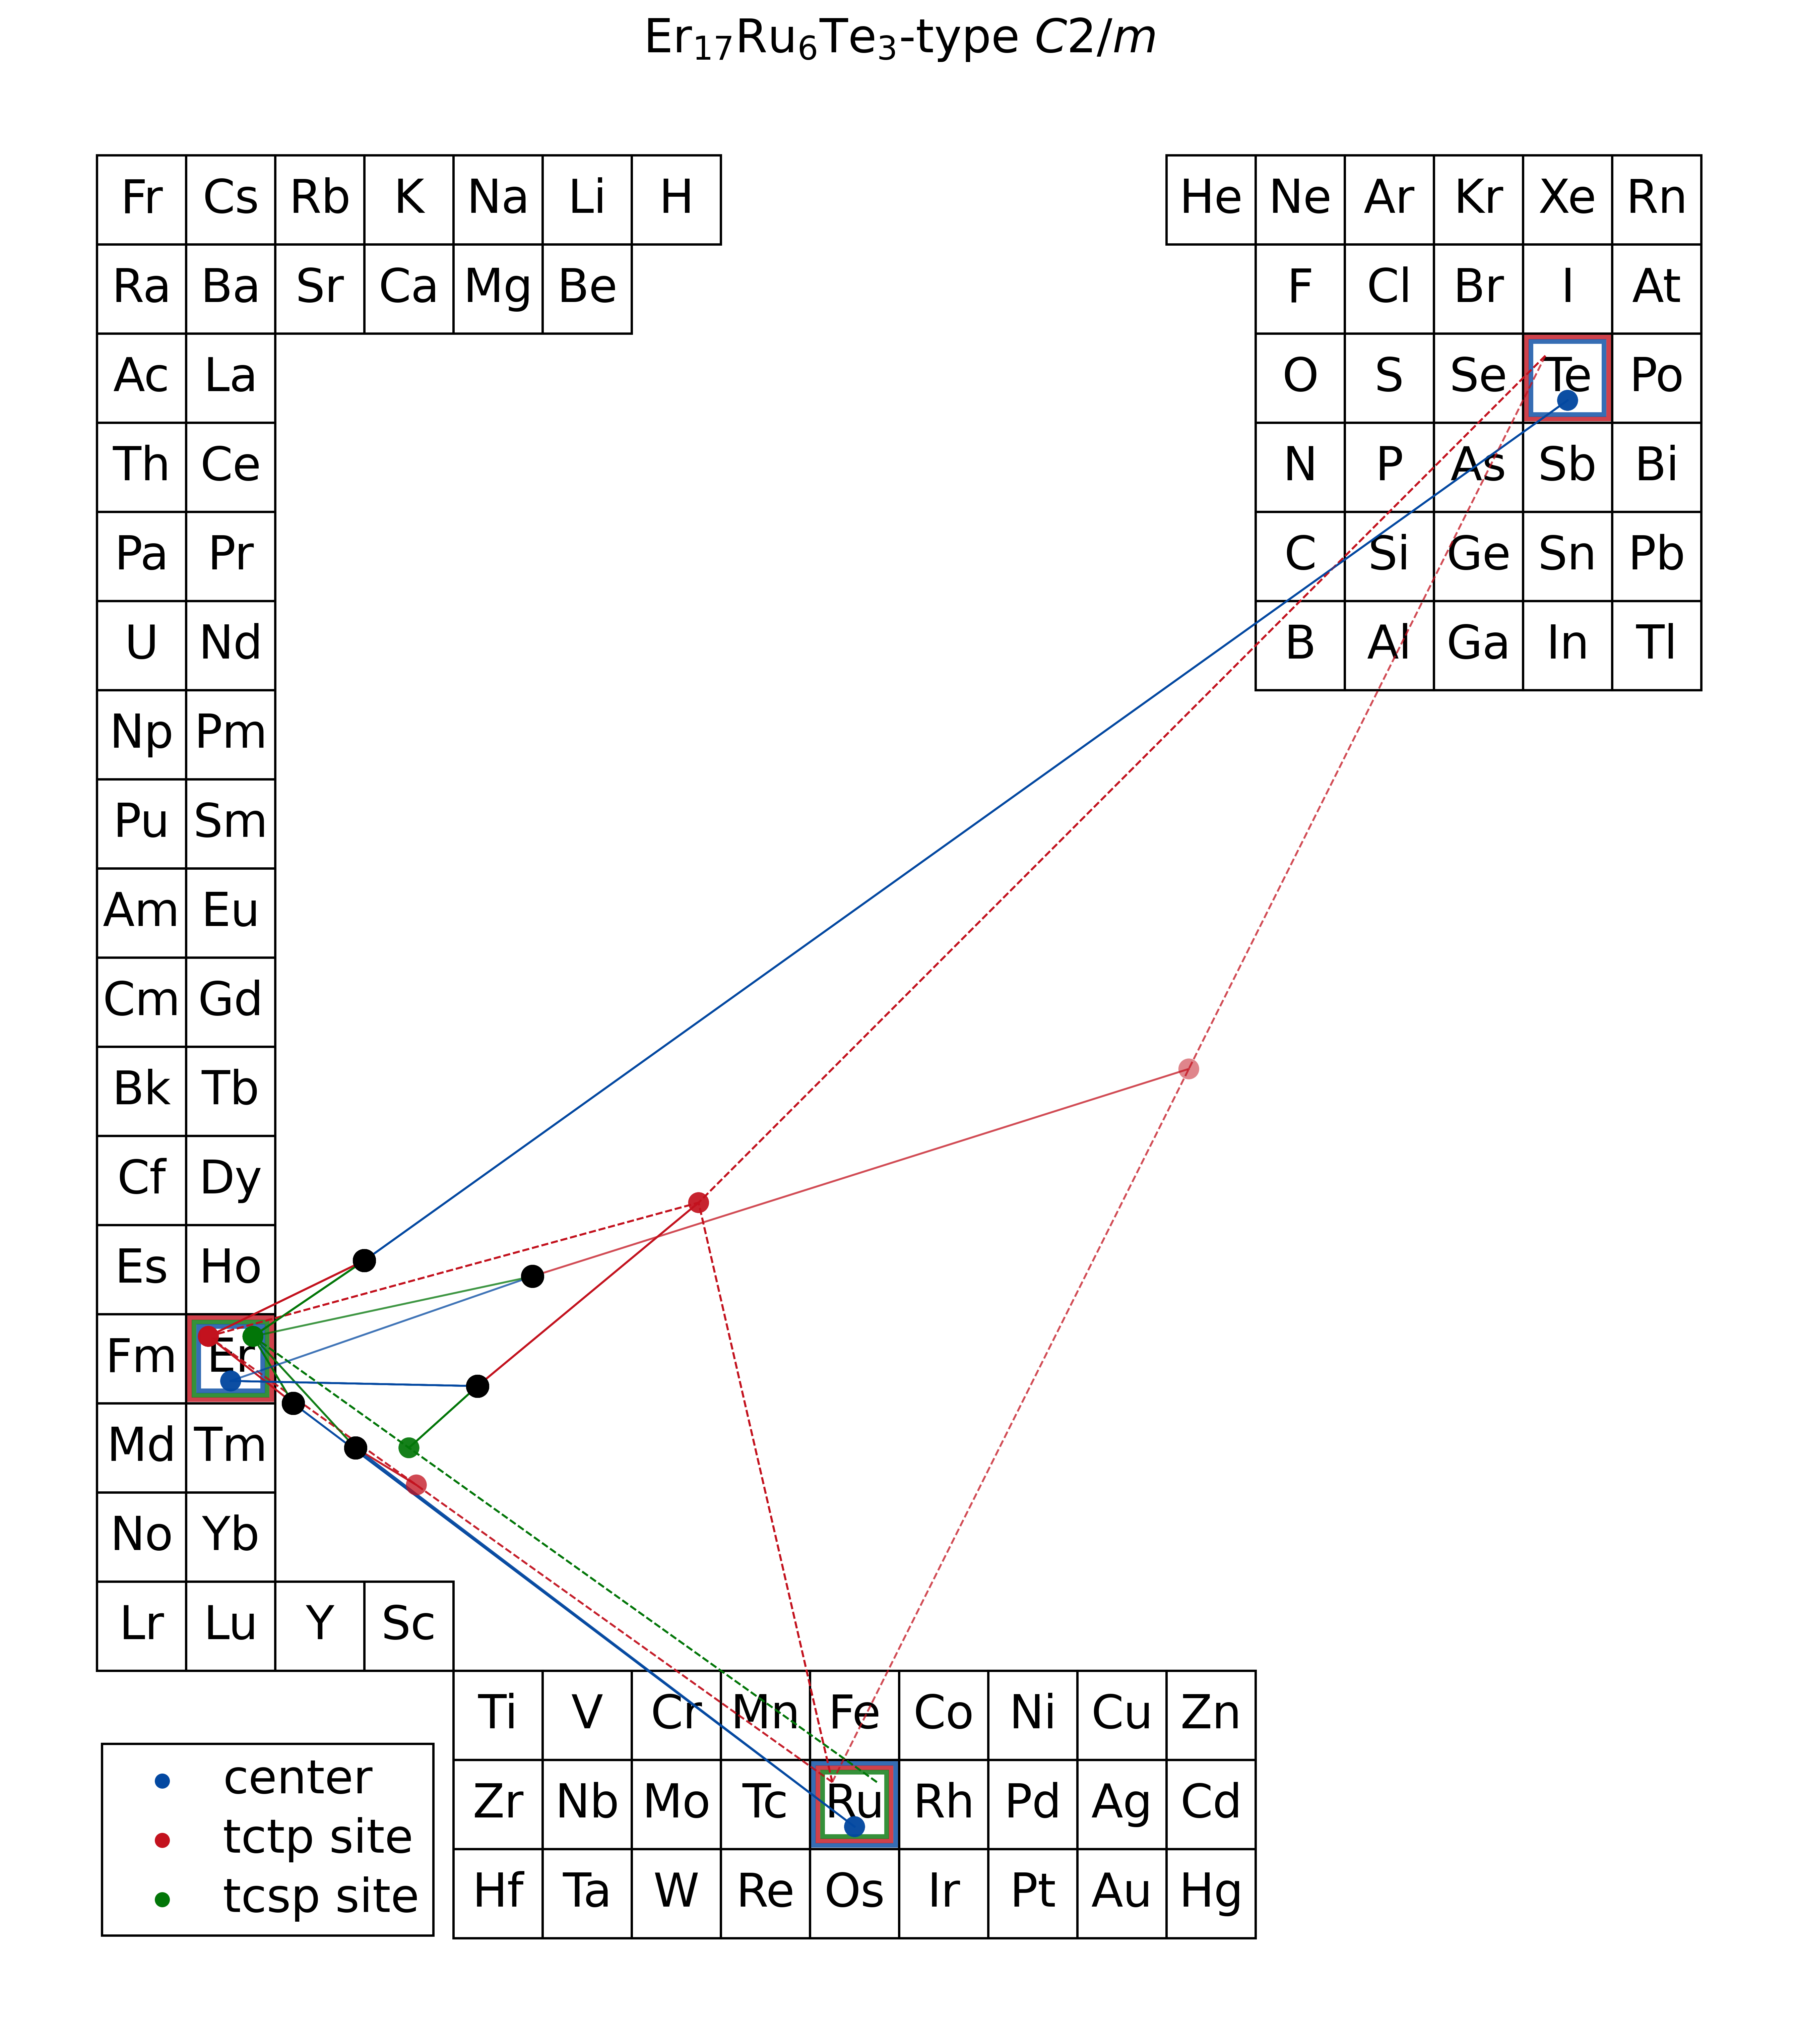 Er₁₇Ru₆Te₃-type C2/m
Fr Cs Rb K Na Li H He Ne Ar Kr Xe Rn
Ra Ba Sr Ca Mg Be F Cl Br I At
Ac La O S Se Te Po
Th Ce N P As Sb Bi
Pa Pr C Si Ge Sn Pb
U Nd B Al Ga In Tl
Np Pm
Pu Sm
Am Eu
Cm Gd
Bk Tb
Cf Dy
Es Ho
Fm Er
Md Tm
No Yb
Lr Lu Y Sc
Ti V Cr Mn Fe Co Ni Cu Zn
Zr Nb Mo Tc Ru Rh Pd Ag Cd
Hf Ta W Re Os Ir Pt Au Hg
center
tctp site
tcsp site